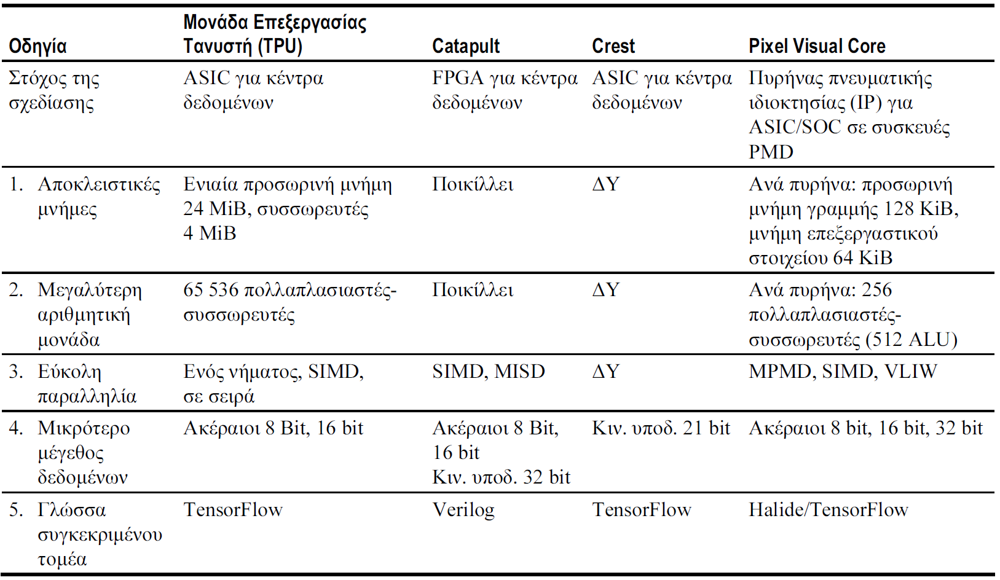 Οδηγία
Μονάδα Επεξεργασίας
Τανυστή (TPU)
Catapult
Crest
Pixel Visual Core
Στόχος της
σχεδίασης
ASIC για κέντρα
δεδομένων
FPGA για κέντρα
δεδομένων
ASIC για κέντρα
δεδομένων
Πυρήνας πνευματικής
ιδιοκτησίας (IP) για
ASIC/SOC σε συσκευές
PMD
1. Αποκλειστικές
μνήμες
Ενιαία προσωρινή μνήμη
24 MiB, συσσωρευτές
4 MiB
Ποικίλλει
ΔΥ
Ανά πυρήνα: προσωρινή
μνήμη γραμμής 128 KiB,
μνήμη επεξεργαστικού
στοιχείου 64 KiB
2. Μεγαλύτερη
αριθμητική
μονάδα
65 536 πολλαπλασιαστές-
συσσωρευτές
Ποικίλλει
ΔΥ
Ανά πυρήνα: 256
πολλαπλασιαστές-
συσσωρευτές (512 ALU)
3. Εύκολη
παραλληλία
Ενός νήματος, SIMD,
σε σειρά
SIMD, MISD
ΔΥ
MPMD, SIMD, VLIW
4. Μικρότερο
μέγεθος
δεδομένων
Ακέραιοι 8 Bit, 16 bit
Ακέραιοι 8 Bit,
16 bit
Κιν. υποδ. 32 bit
Κιν. υποδ. 21 bit
Ακέραιοι 8 bit, 16 bit, 32 bit
5. Γλώσσα
συγκεκριμένου
τομέα
TensorFlow
Verilog
TensorFlow
Halide/TensorFlow